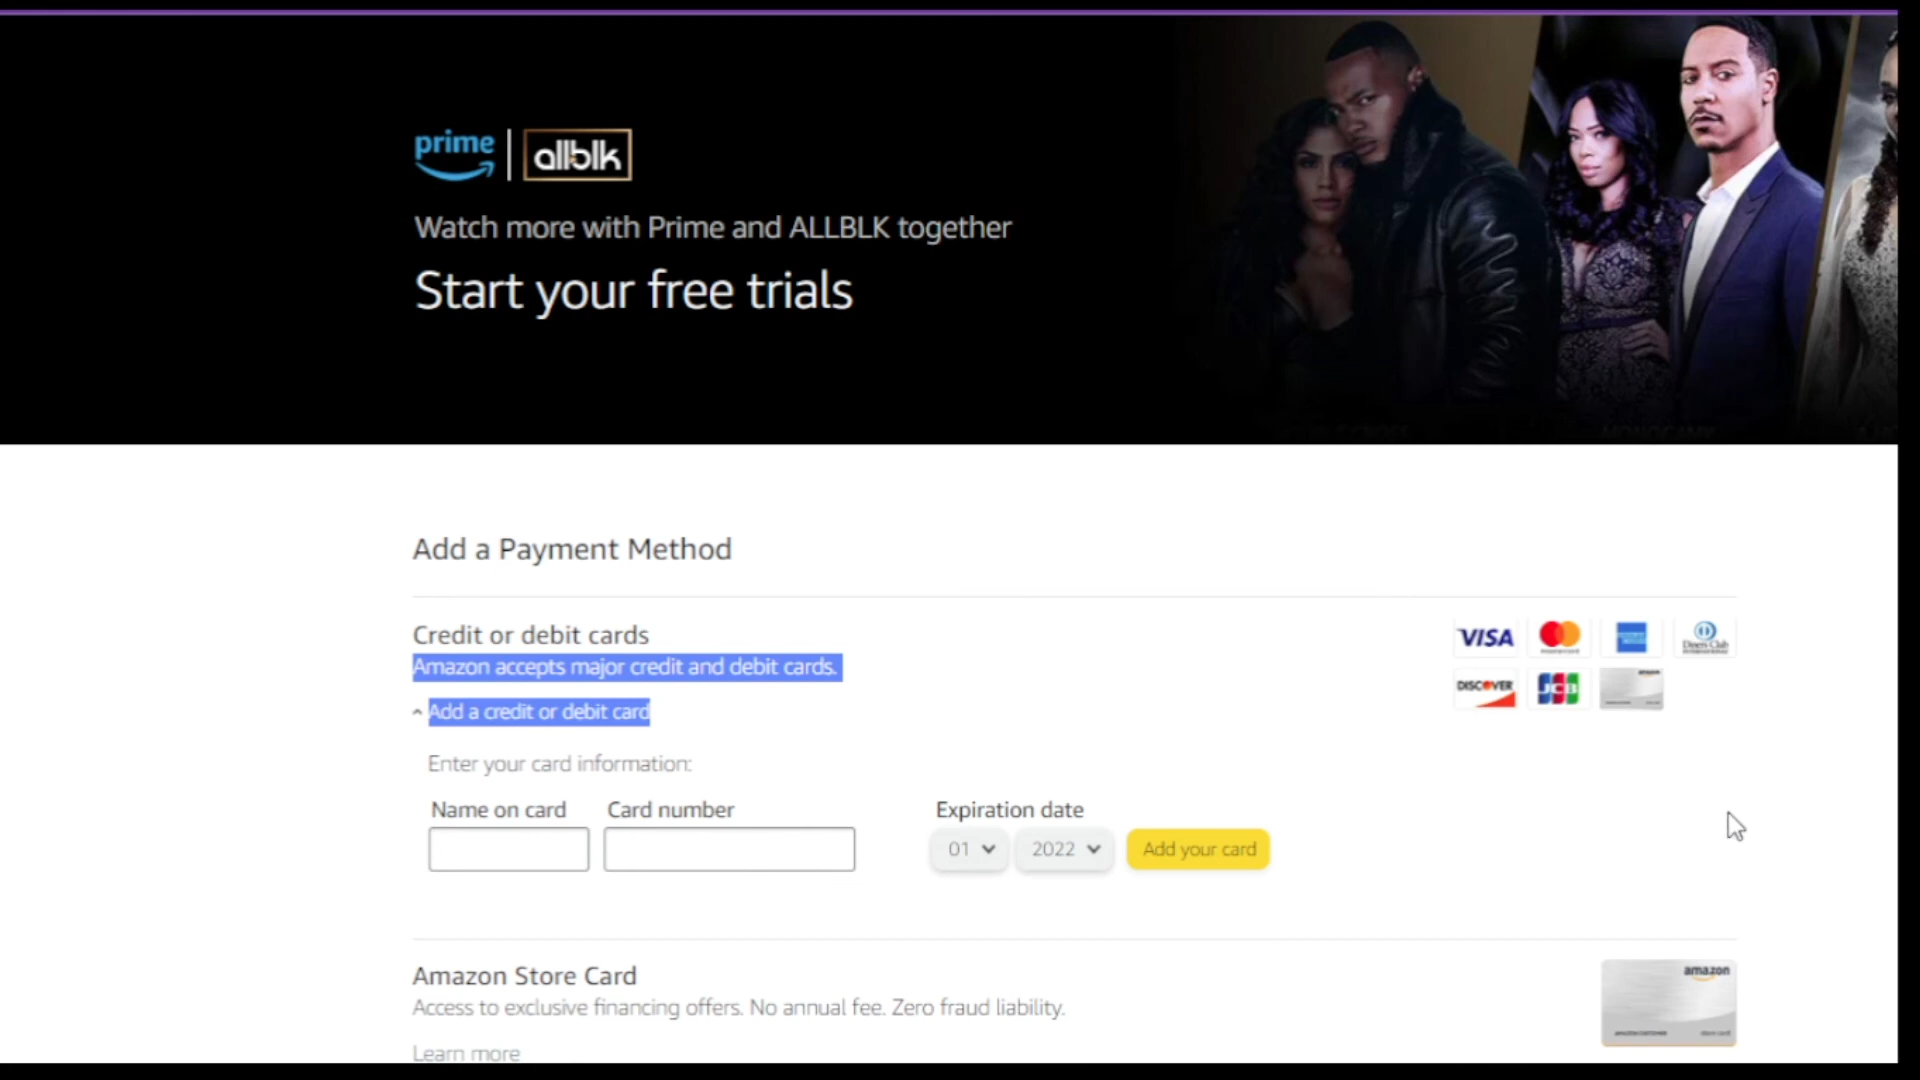 prime | allblk
Watch more with Prime and ALLBLK together
Start your free trials
Add a Payment Method
Credit or debit cards
Amazon accepts major credit and debit cards.
Add a credit or debit card
VISA
Diners Club
DISCOVER
JCB
Enter your card information:
Name on card
Card number
Expiration date
01
2022
Add your card
Amazon Store Card
Access to exclusive financing offers. No annual fee. Zero fraud liability.
Learn more
amazon